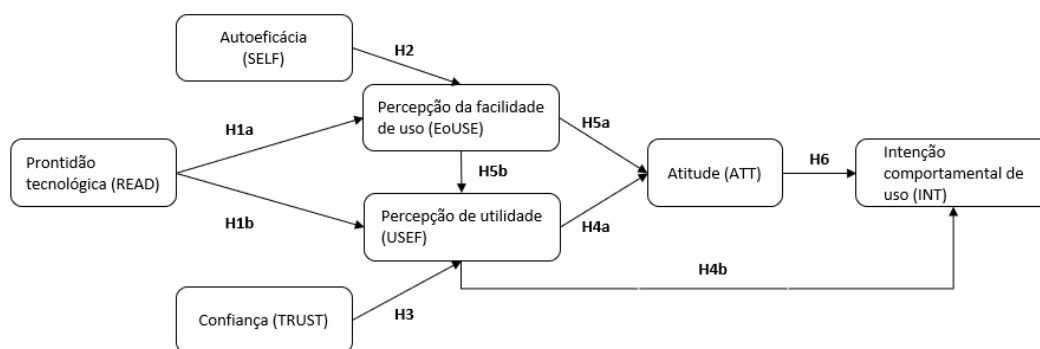 Autoeficácia
(SELF)
H2
Percepção da facilidade
de uso (EoUSE)
H1a
H5a
Prontidão
tecnológica (READ)
H5b
Atitude (ATT)
H6
Intenção
comportamental de
uso (INT)
H1b
Percepção de utilidade
(USEF)
H4a
H4b
Confiança (TRUST)
H3